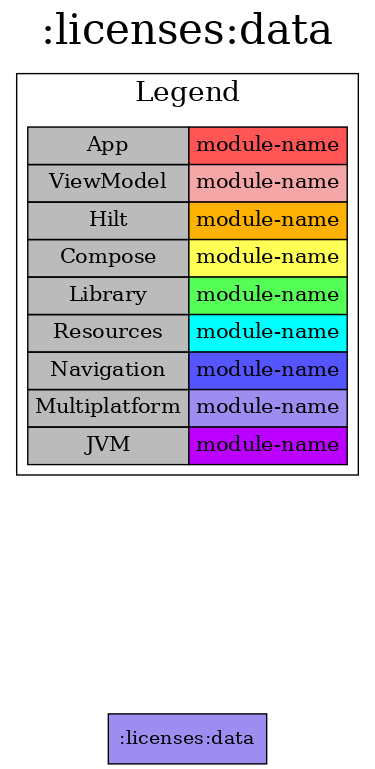 :licenses:data
Legend
App module-name
ViewModel module-name
Hilt module-name
Compose module-name
Library module-name
Resources module-name
Navigation module-name
Multiplatform module-name
JVM module-name
:licenses:data